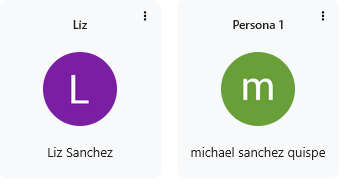 Liz
L
Liz Sanchez
Persona 1
m
michael sanchez quispe